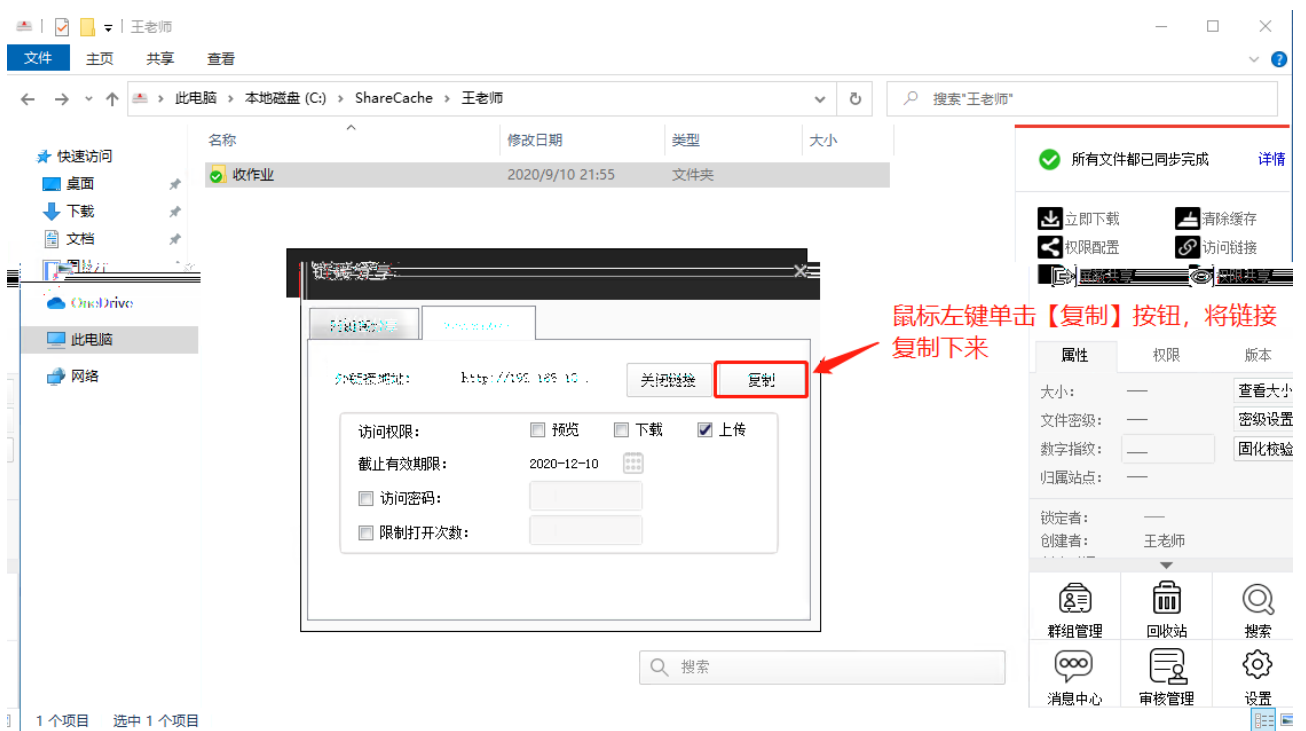 王老师
文件 主页 共享 查看
此电脑 › 本地磁盘 (C:) › ShareCache › 王老师
搜索"王老师"
名称 修改日期 类型 大小
快速访问
桌面
下载
文档
OneDrive
此电脑
网络
收作业 2020/9/10 21:55 文件夹
所有文件都已同步完成 详情
立即下载 清除缓存
权限配置 访问链接
鼠标左键单击【复制】按钮，将链接
复制下来
关闭链接 复制
访问权限： 预览 下载 上传
截止有效期限： 2020-12-10
访问密码：
限制打开次数：
属性 权限 版本
大小： —— 查看大小
文件密级： —— 密级设置
数字指纹： —— 固化校验
归属站点： ——
锁定者： ——
创建者： 王老师
群组管理 回收站 搜索
消息中心 审核管理 设置
搜索
1 个项目 选中 1 个项目